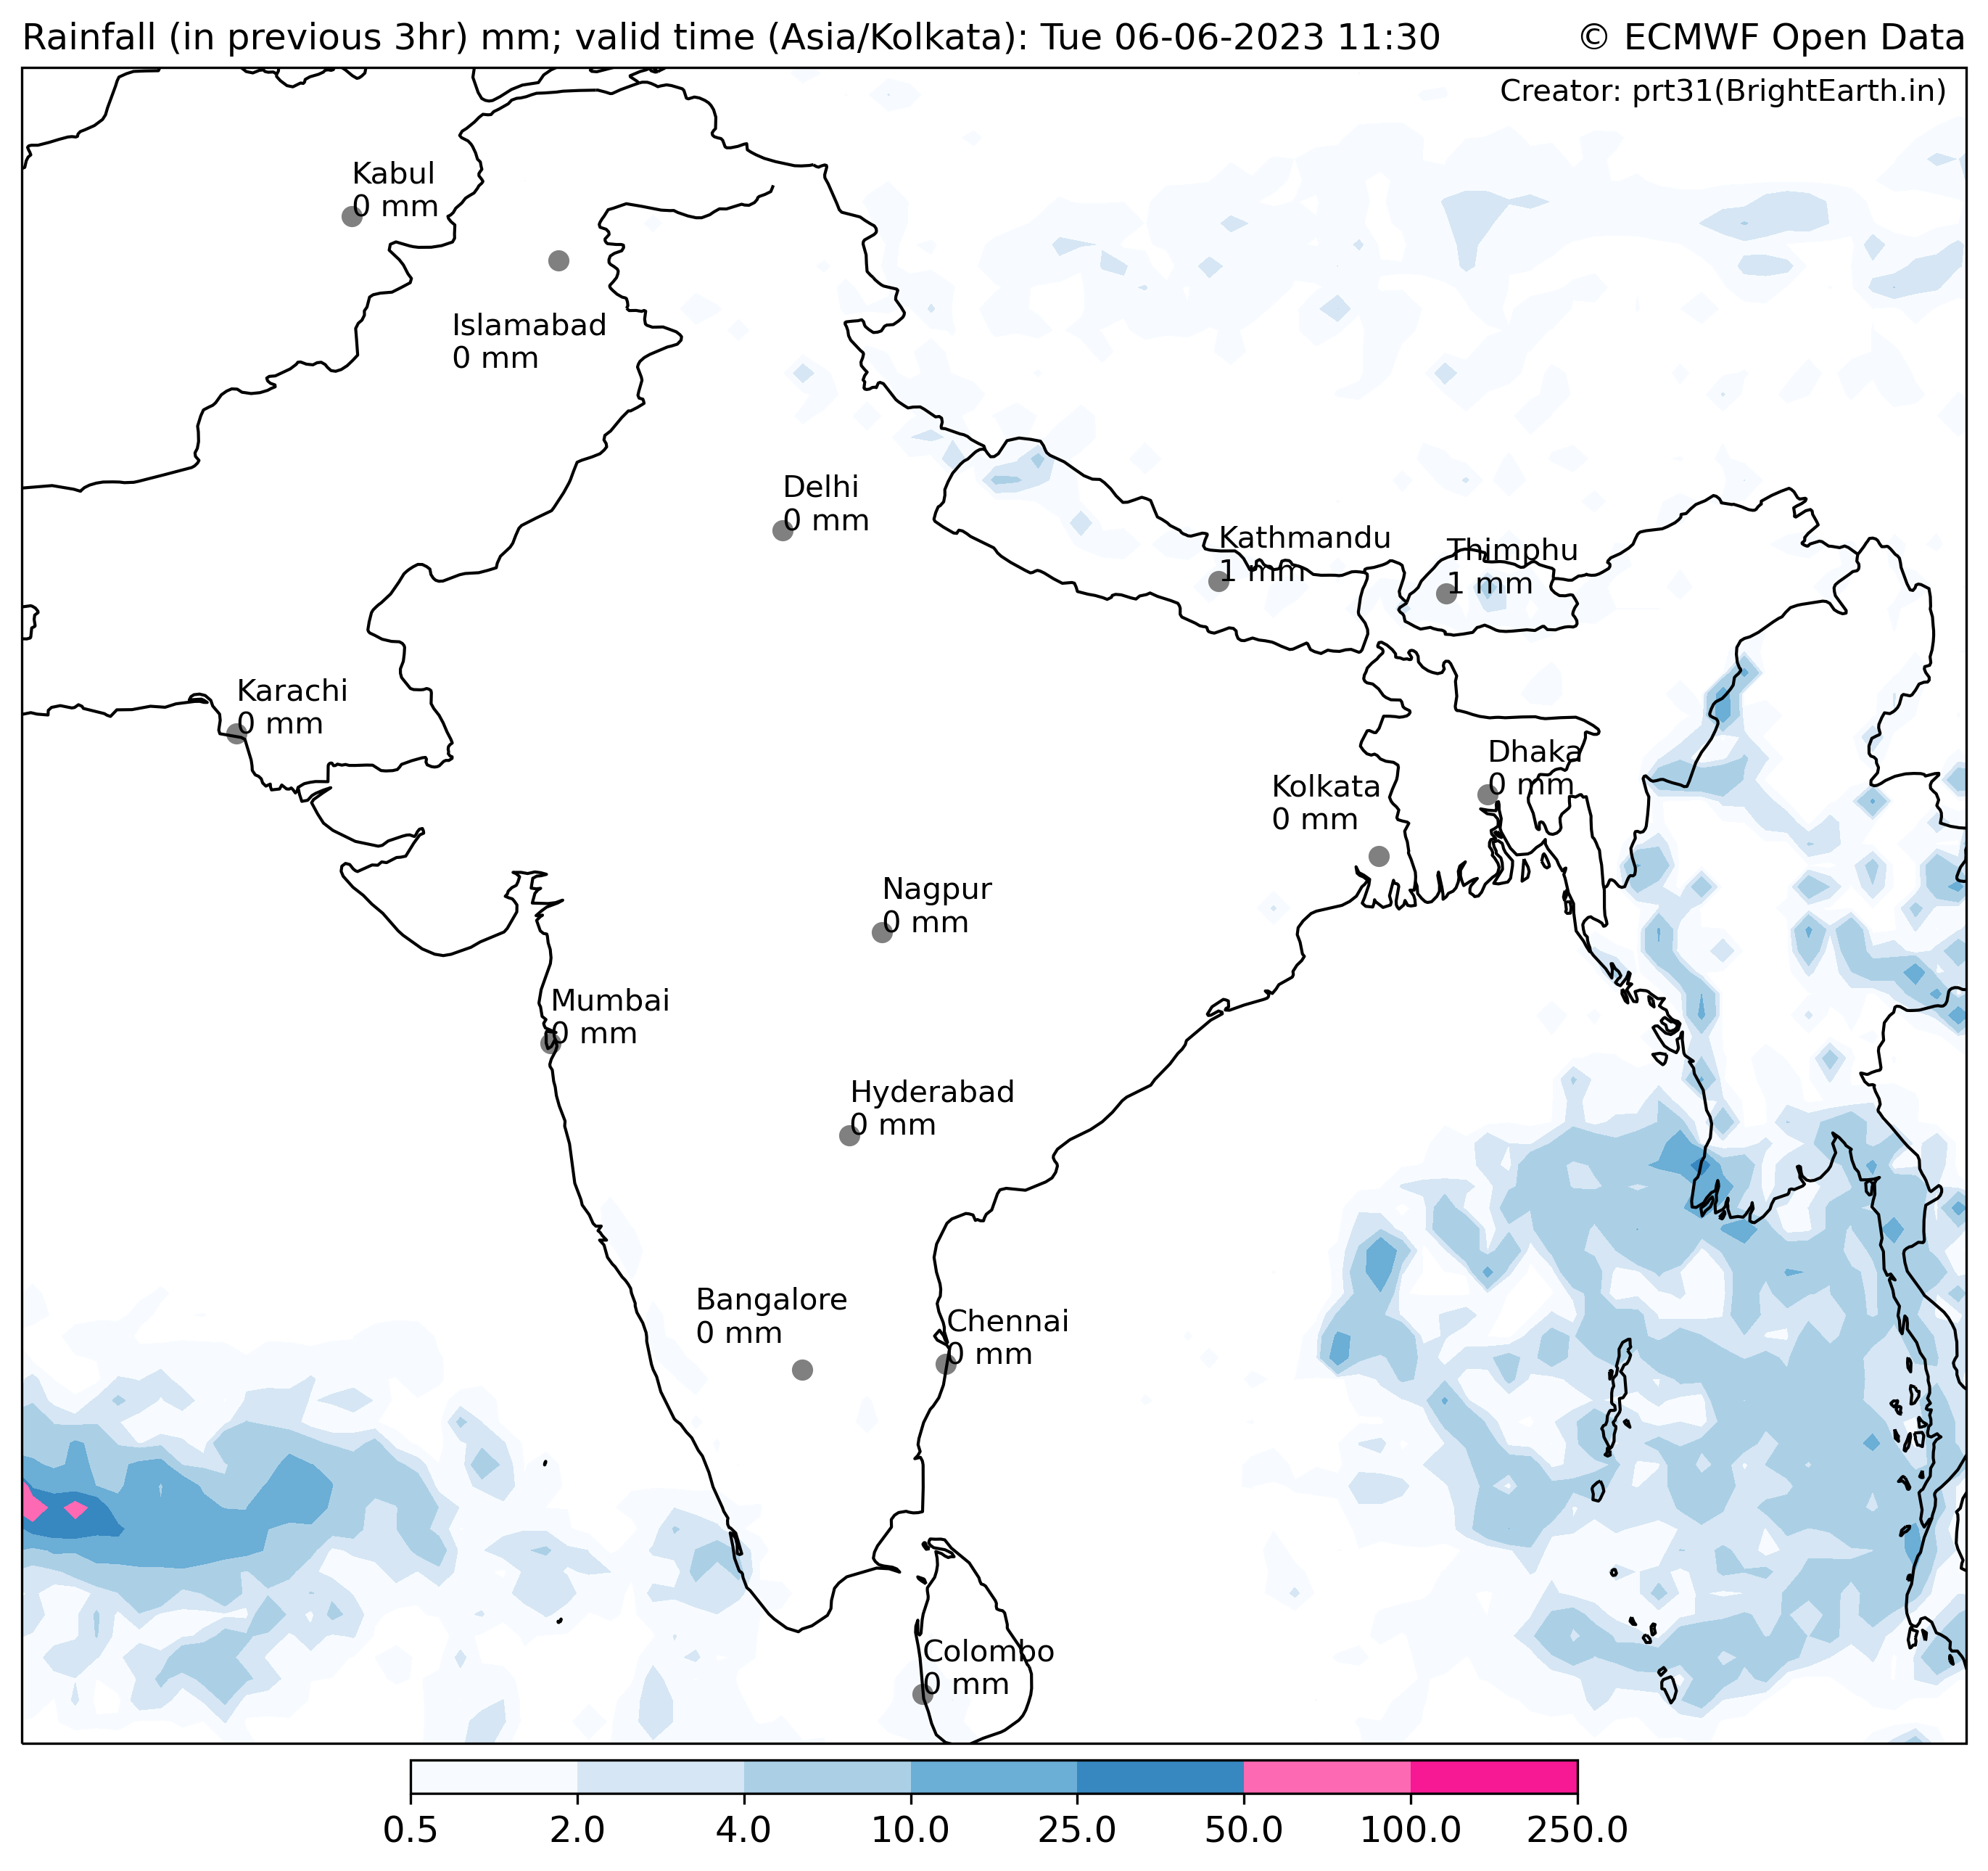 Rainfall (in previous 3hr) mm; valid time (Asia/Kolkata): Tue 06-06-2023 11:30
© ECMWF Open Data
Creator: prt31(BrightEarth.in)
Kabul
0 mm
Islamabad
0 mm
Delhi
0 mm
Kathmandu
1 mm
Thimphu
1 mm
Karachi
0 mm
Dhaka
0 mm
Kolkata
0 mm
Nagpur
0 mm
Mumbai
0 mm
Hyderabad
0 mm
Bangalore
0 mm
Chennai
0 mm
Colombo
0 mm
0.5 2.0 4.0 10.0 25.0 50.0 100.0 250.0